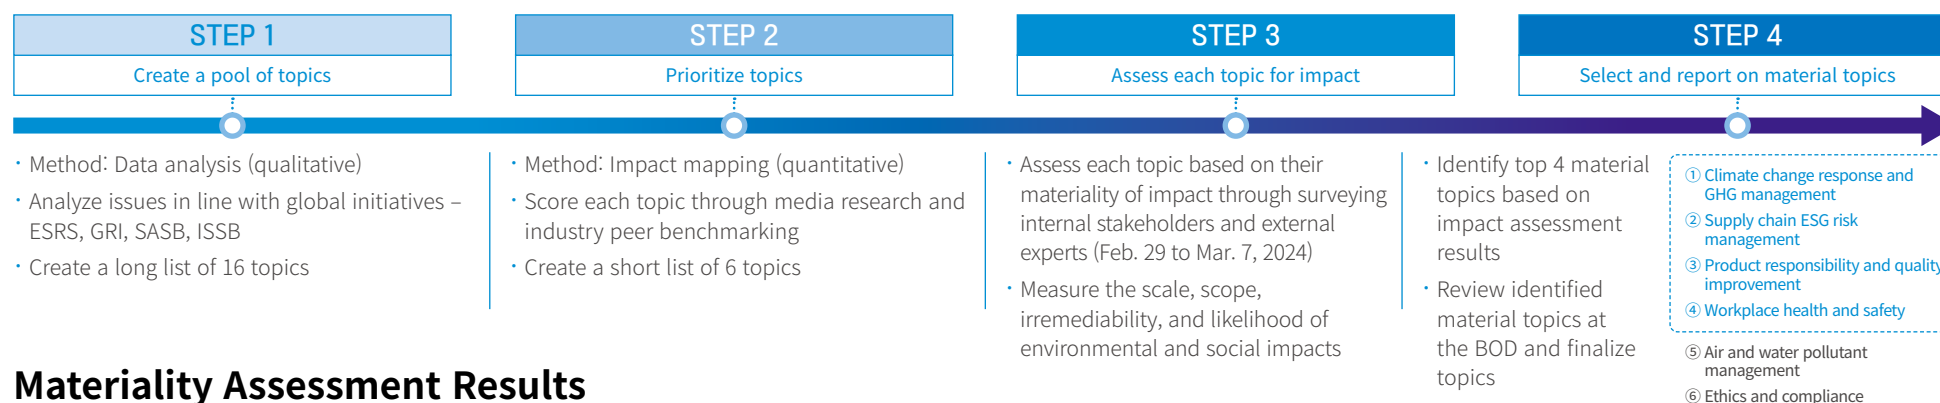 STEP 1
Create a pool of topics
· Method: Data analysis (qualitative)
· Analyze issues in line with global initiatives –
ESRS, GRI, SASB, ISSB
· Create a long list of 16 topics
STEP 2
Prioritize topics
· Method: Impact mapping (quantitative)
· Score each topic through media research and
industry peer benchmarking
· Create a short list of 6 topics
STEP 3
Assess each topic for impact
· Assess each topic based on their
materiality of impact through surveying
internal stakeholders and external
experts (Feb. 29 to Mar. 7, 2024)
· Measure the scale, scope,
irremediability, and likelihood of
environmental and social impacts
STEP 4
Select and report on material topics
· Identify top 4 material
topics based on
impact assessment
results
· Review identified
material topics at
the BOD and finalize
topics
① Climate change response and
GHG management
② Supply chain ESG risk
management
③ Product responsibility and quality
improvement
④ Workplace health and safety
⑤ Air and water pollutant
management
⑥ Ethics and compliance
Materiality Assessment Results